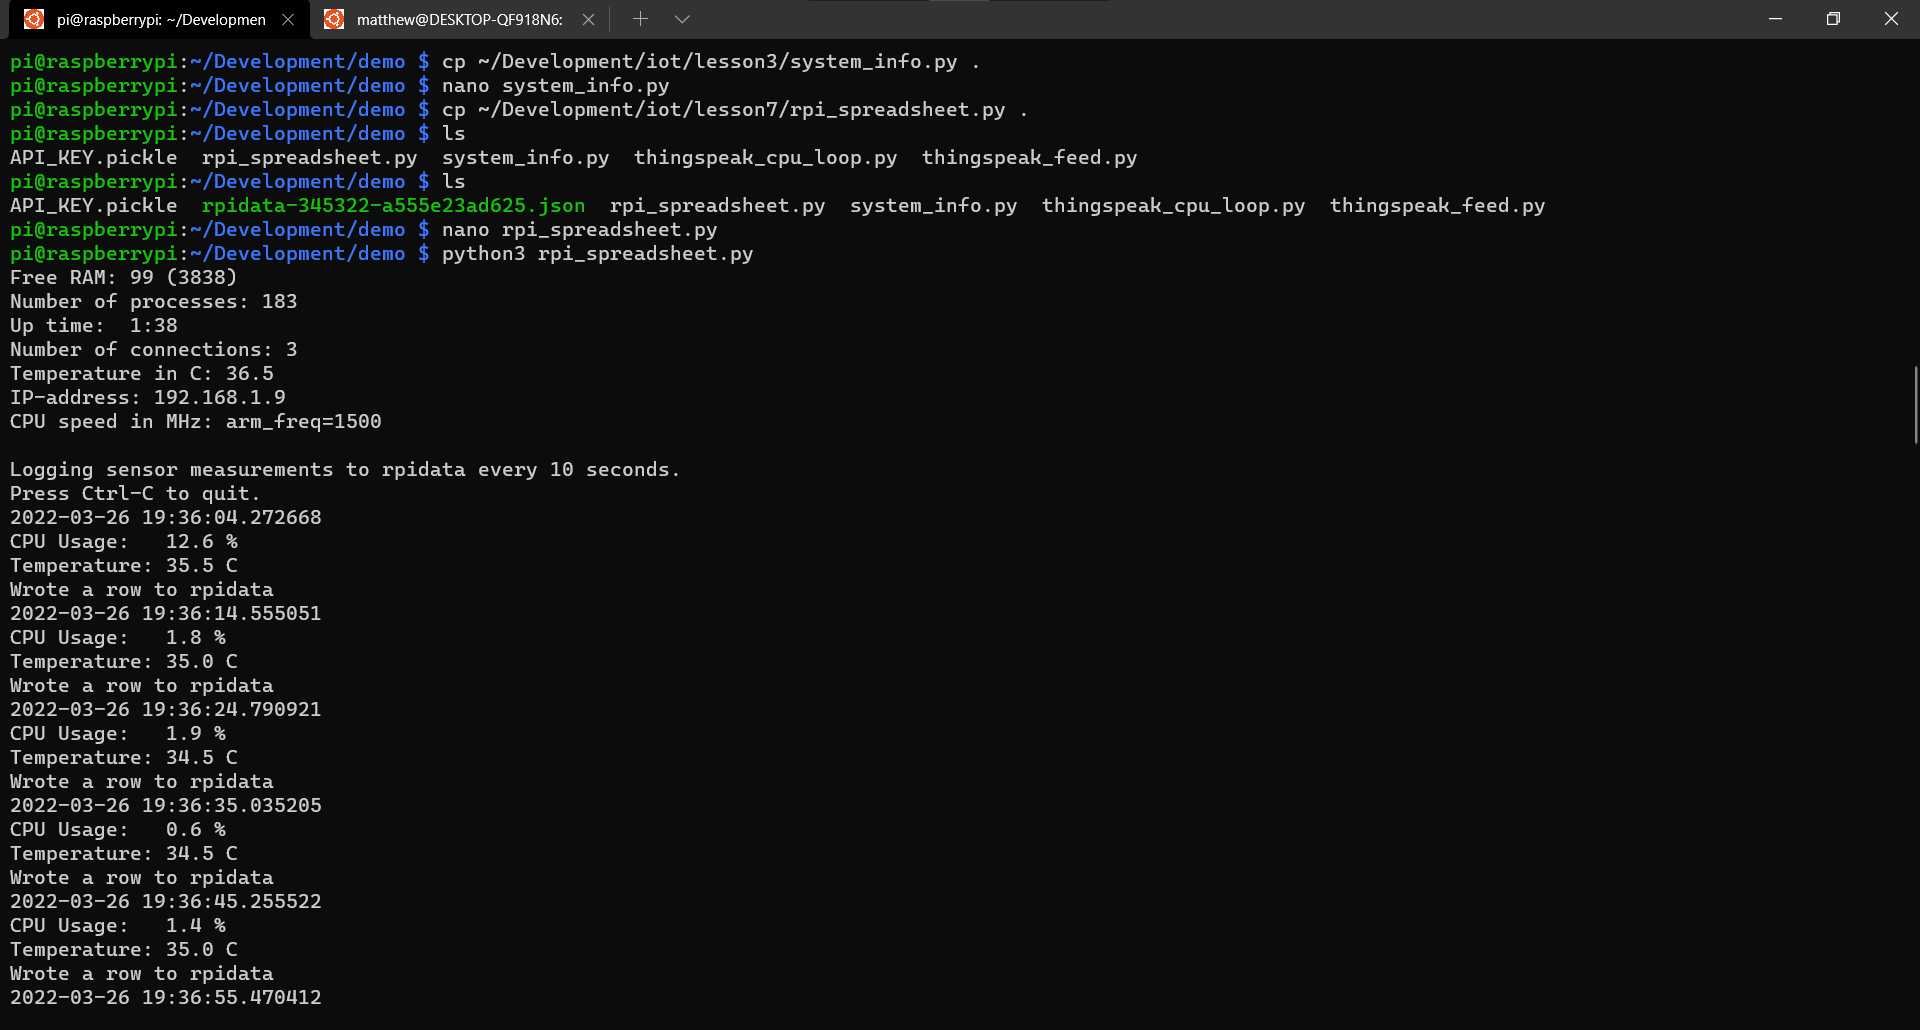 pi@raspberrypi: ~/Developmen
matthew@DESKTOP-QF918N6:
pi@raspberrypi:~/Development/demo $ cp ~/Development/iot/lesson3/system_info.py .
pi@raspberrypi:~/Development/demo $ nano system_info.py
pi@raspberrypi:~/Development/demo $ cp ~/Development/iot/lesson7/rpi_spreadsheet.py .
pi@raspberrypi:~/Development/demo $ ls
API_KEY.pickle  rpi_spreadsheet.py  system_info.py  thingspeak_cpu_loop.py  thingspeak_feed.py
pi@raspberrypi:~/Development/demo $ ls
API_KEY.pickle  rpidata-345322-a555e23ad625.json  rpi_spreadsheet.py  system_info.py  thingspeak_cpu_loop.py  thingspeak_feed.py
pi@raspberrypi:~/Development/demo $ nano rpi_spreadsheet.py
pi@raspberrypi:~/Development/demo $ python3 rpi_spreadsheet.py
Free RAM: 99 (3838)
Number of processes: 183
Up time:  1:38
Number of connections: 3
Temperature in C: 36.5
IP-address: 192.168.1.9
CPU speed in MHz: arm_freq=1500
Logging sensor measurements to rpidata every 10 seconds.
Press Ctrl-C to quit.
2022-03-26 19:36:04.272668
CPU Usage:   12.6 %
Temperature: 35.5 C
Wrote a row to rpidata
2022-03-26 19:36:14.555051
CPU Usage:   1.8 %
Temperature: 35.0 C
Wrote a row to rpidata
2022-03-26 19:36:24.790921
CPU Usage:   1.9 %
Temperature: 34.5 C
Wrote a row to rpidata
2022-03-26 19:36:35.035205
CPU Usage:   0.6 %
Temperature: 34.5 C
Wrote a row to rpidata
2022-03-26 19:36:45.255522
CPU Usage:   1.4 %
Temperature: 35.0 C
Wrote a row to rpidata
2022-03-26 19:36:55.470412